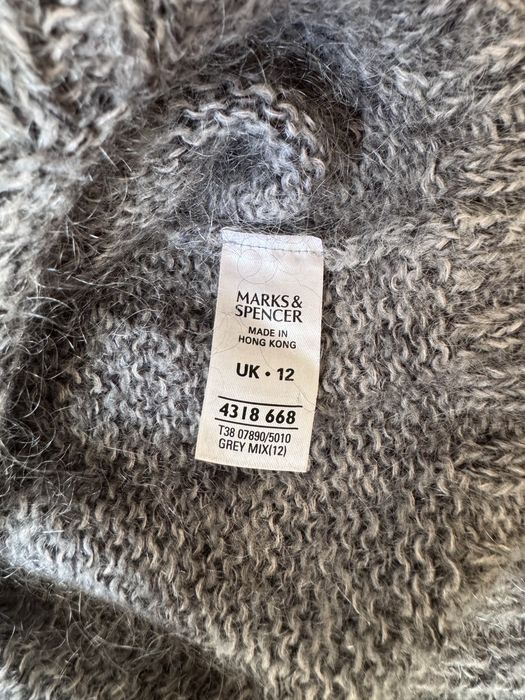 MARKS &
SPENCER
MADE IN
HONG KONG
UK • 12
4318 668
T38 07890/5010
GREY MIX(12)